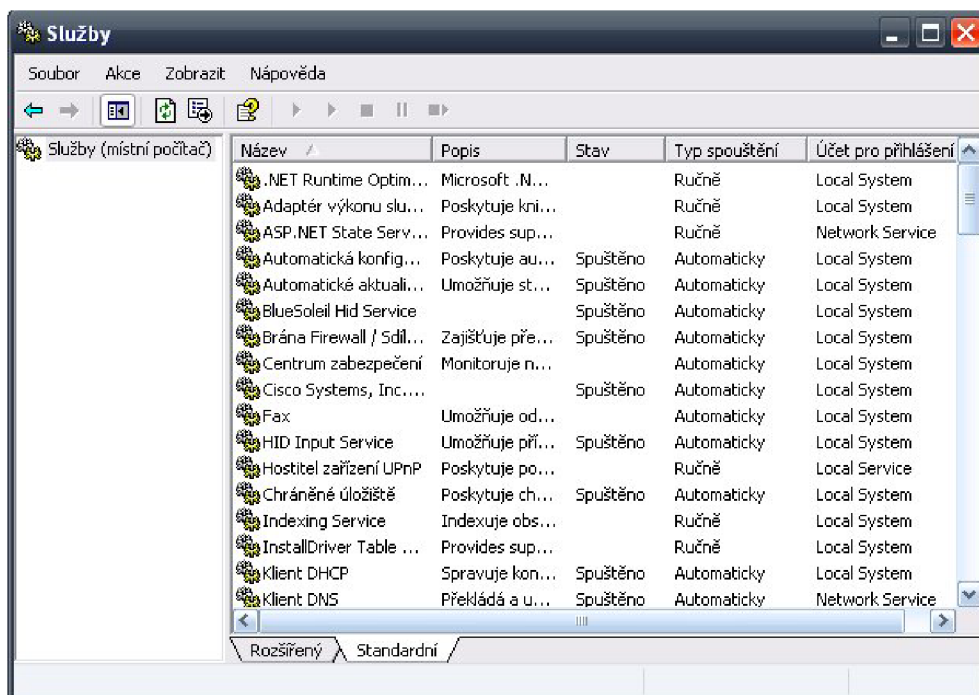 Služby
Soubor Akce Zobrazit Nápověda
Služby (místní počítač)
Název Popis Stav Typ spouštění Účet pro přihlášení
.NET Runtime Optim... Microsoft .N... Ručně Local System
Adaptér výkonu slu... Poskytuje kni... Ručně Local System
ASP.NET State Serv... Provides sup... Ručně Network Service
Automatická konfig... Poskytuje au... Spuštěno Automaticky Local System
Automatické aktuali... Umožňuje st... Spuštěno Automaticky Local System
BlueSoleil Hid Service Spuštěno Automaticky Local System
Brána Firewall / Sdíl... Zajišťuje pře... Spuštěno Automaticky Local System
Centrum zabezpečení Monitoruje n... Automaticky Local System
Cisco Systems, Inc.... Spuštěno Automaticky Local System
Fax Umožňuje od... Automaticky Local System
HID Input Service Umožňuje pří... Spuštěno Automaticky Local System
Hostitel zařízení UPnP Poskytuje po... Ručně Local Service
Chráněné úložiště Poskytuje ch... Spuštěno Automaticky Local System
Indexing Service Indexuje obs... Ručně Local System
InstallDriver Table ... Provides sup... Ručně Local System
Klient DHCP Spravuje kon... Spuštěno Automaticky Local System
Klient DNS Překládá a u... Spuštěno Automaticky Network Service
Rozšířený Standardní